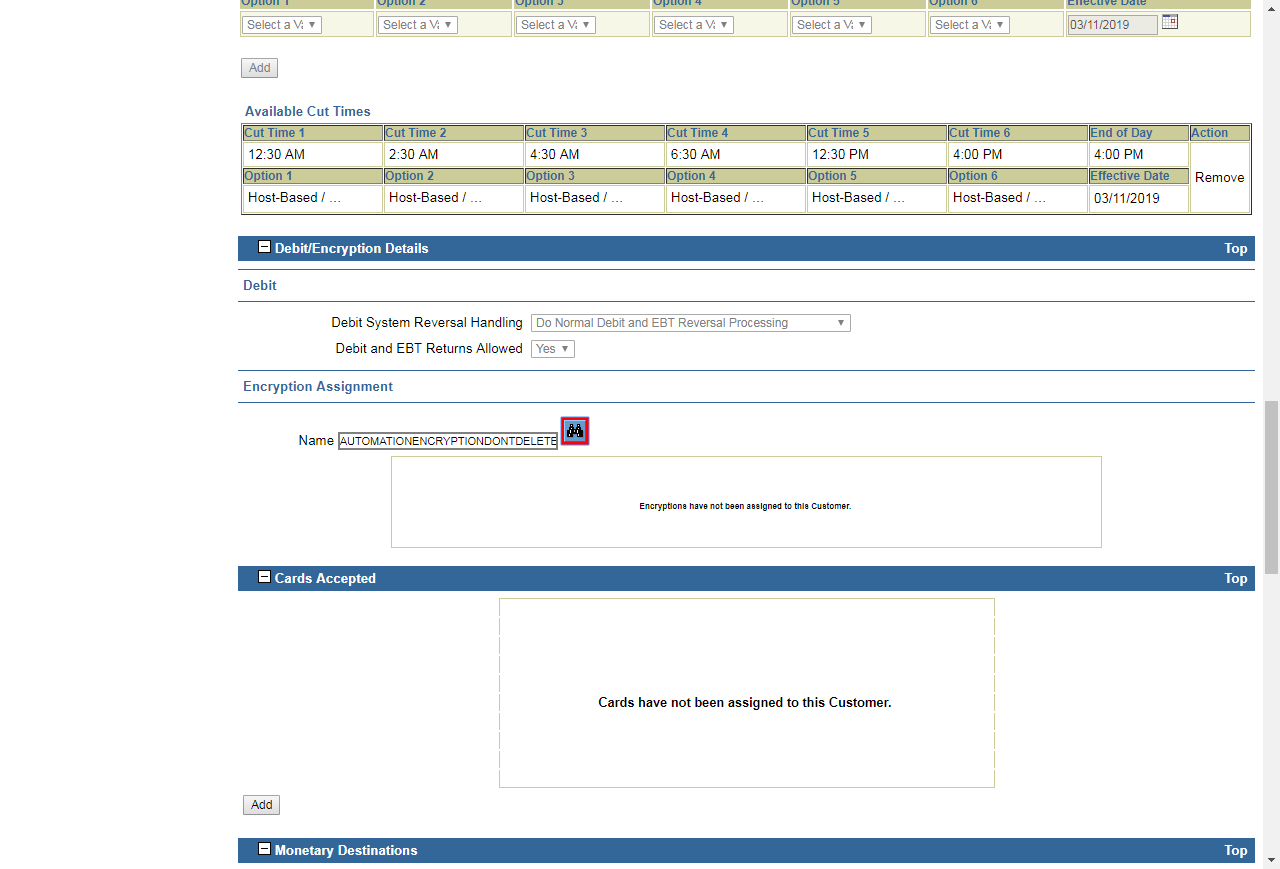 Option 1 Option 2 Option 3 Option 4 Option 5 Option 6 Effective Date
Select a Va Select a Va Select a Va Select a Va Select a Va Select a Va 03/11/2019
Add
Available Cut Times
Cut Time 1 Cut Time 2 Cut Time 3 Cut Time 4 Cut Time 5 Cut Time 6 End of Day Action
12:30 AM 2:30 AM 4:30 AM 6:30 AM 12:30 PM 4:00 PM 4:00 PM
Remove
Option 1 Option 2 Option 3 Option 4 Option 5 Option 6 Effective Date
Host-Based / ... Host-Based / ... Host-Based / ... Host-Based / ... Host-Based / ... Host-Based / ... 03/11/2019
Debit/Encryption Details Top
Debit
Debit System Reversal Handling Do Normal Debit and EBT Reversal Processing
Debit and EBT Returns Allowed Yes
Encryption Assignment
Name AUTOMATIONENCRYPTIONDONTDELETE
Encryptions have not been assigned to this Customer.
Cards Accepted Top
Cards have not been assigned to this Customer.
Add
Monetary Destinations Top